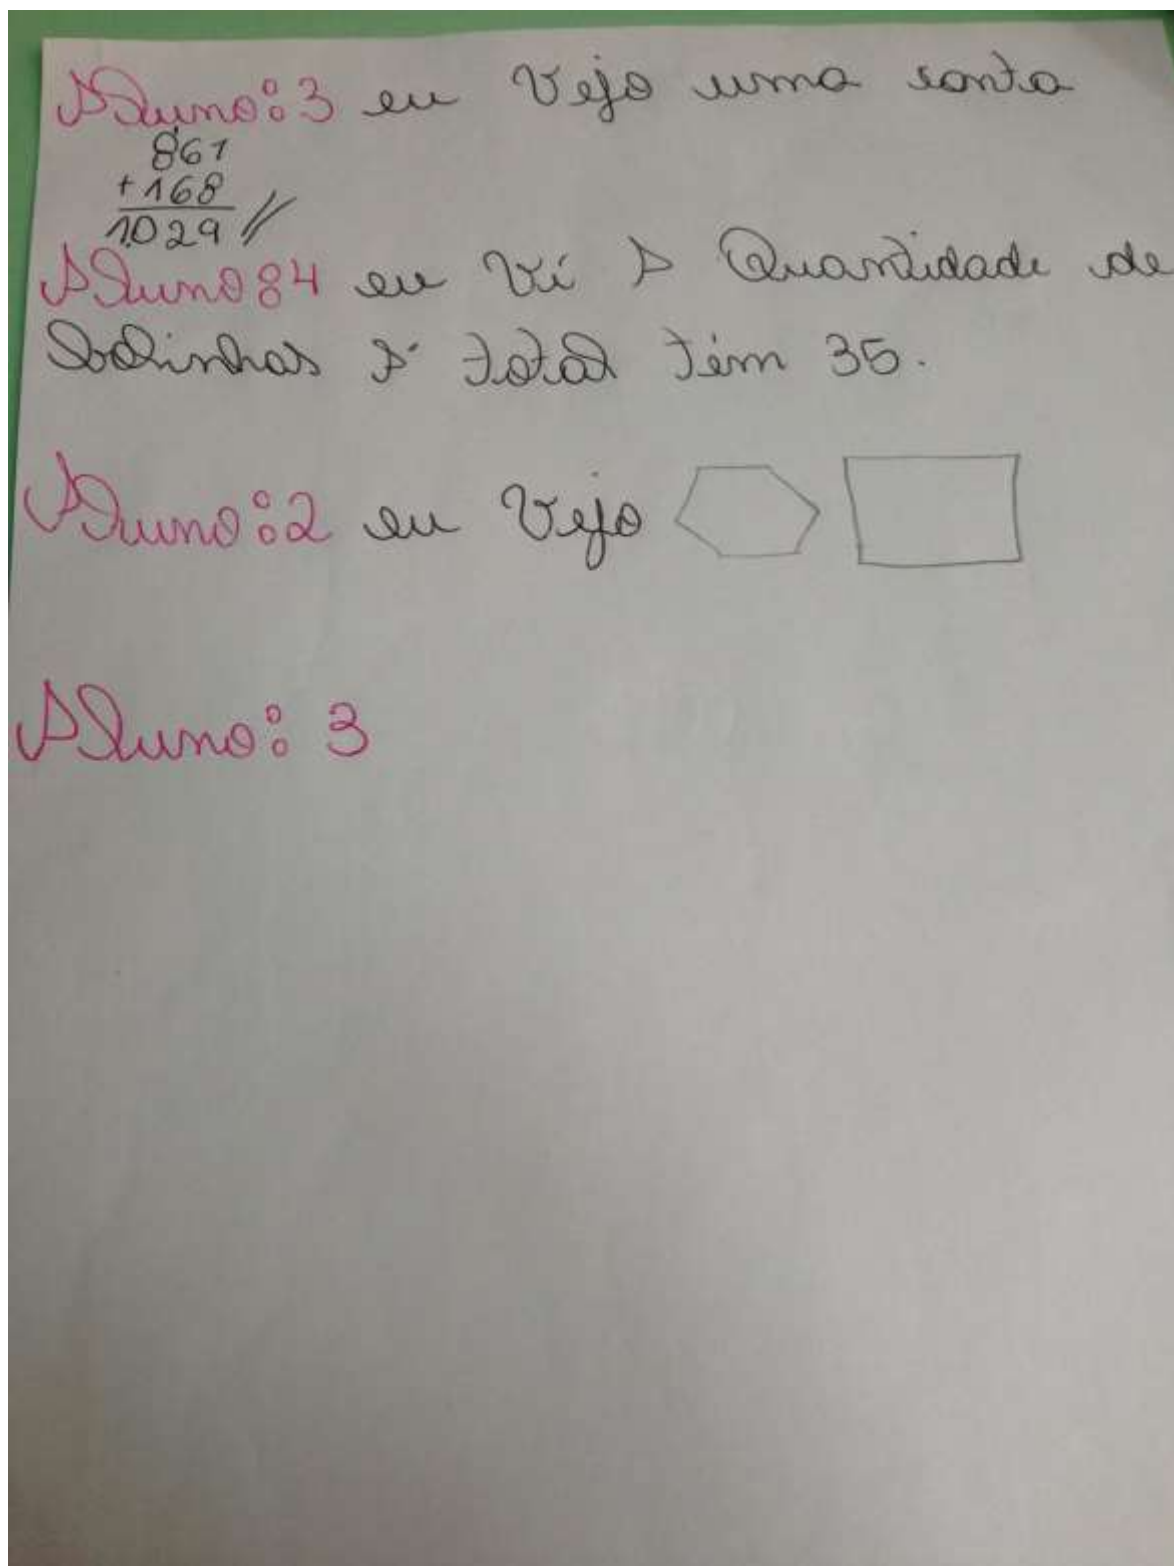 Aluno: 3 eu vejo uma conta
861
+168
1.029 //
Aluno: 4 eu vi A Quantidade de
bolinhas A total têm 35.
Aluno: 2 eu vejo
Aluno: 3